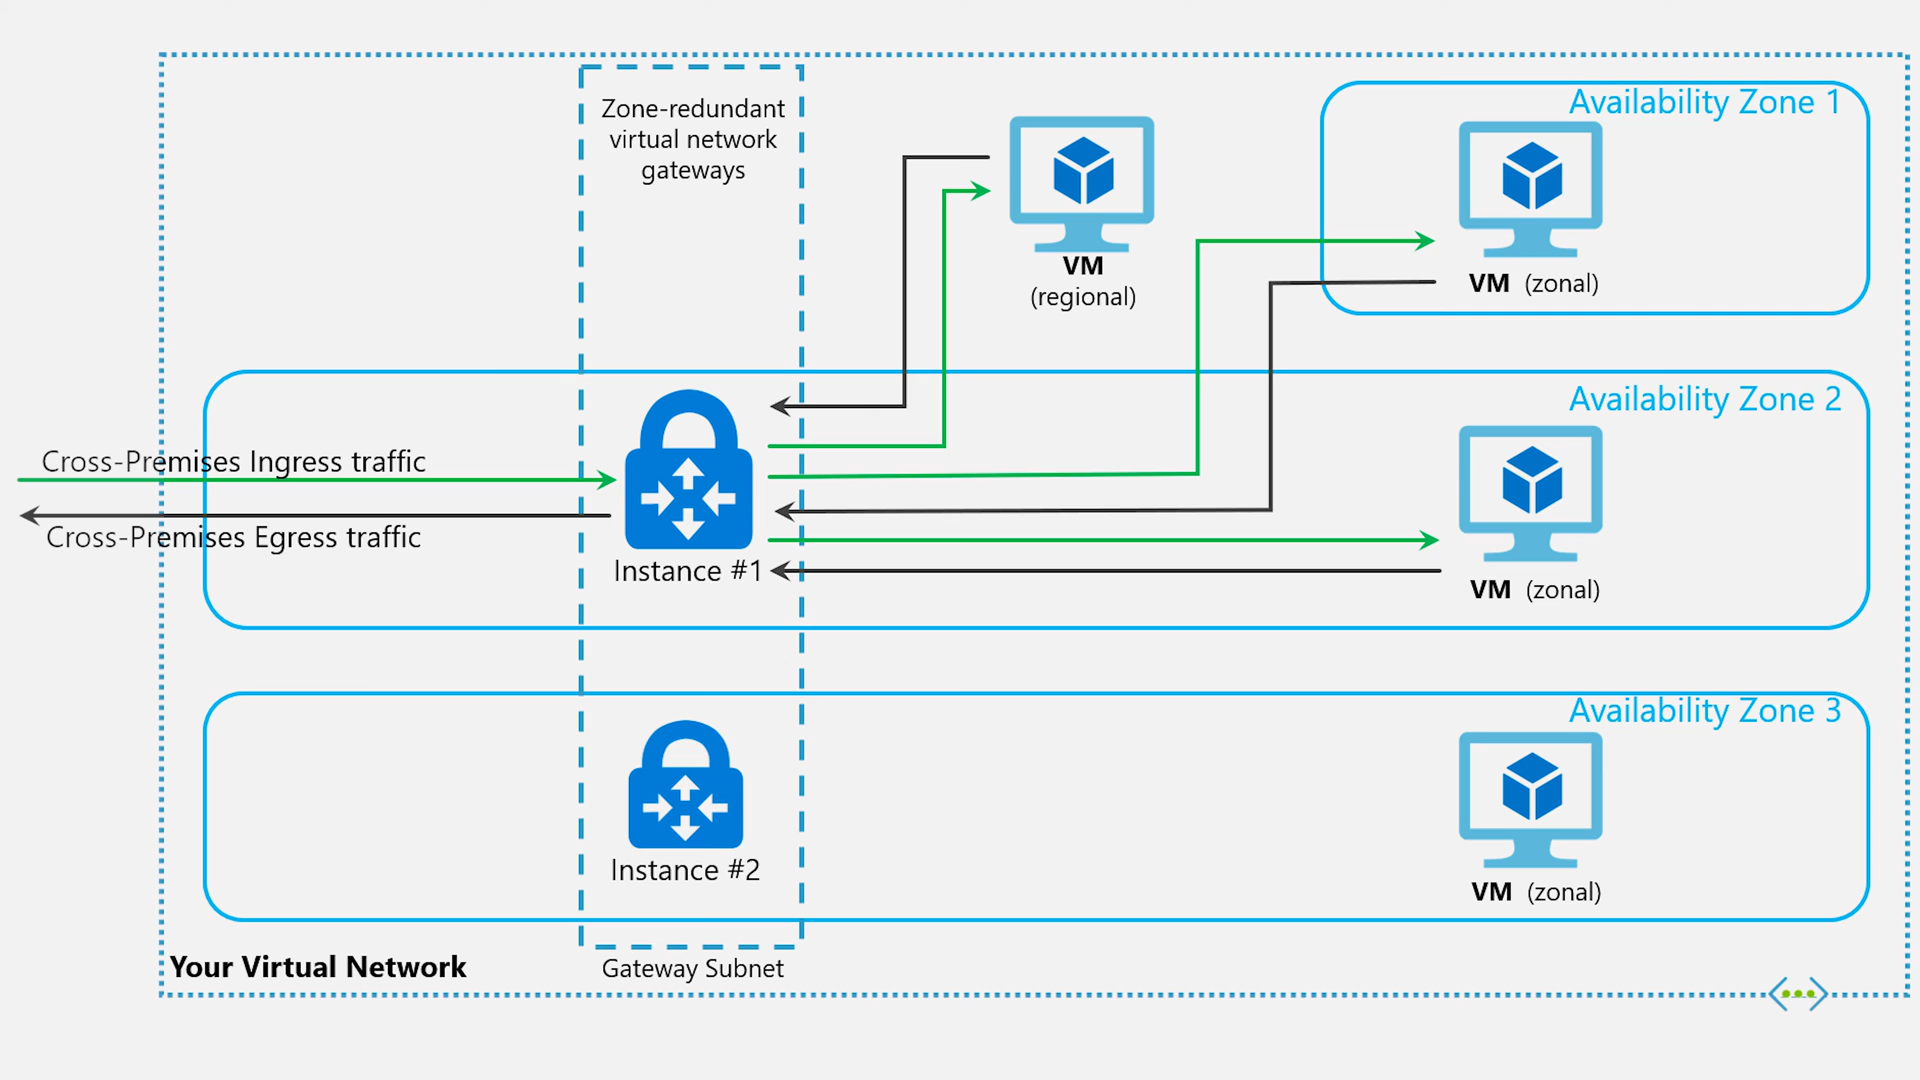 Zone-redundant
virtual network
gateways
Availability Zone 1
VM
(regional)
VM (zonal)
Availability Zone 2
Cross-Premises Ingress traffic
Cross-Premises Egress traffic
Instance #1
VM (zonal)
Availability Zone 3
Instance #2
VM (zonal)
Your Virtual Network
Gateway Subnet